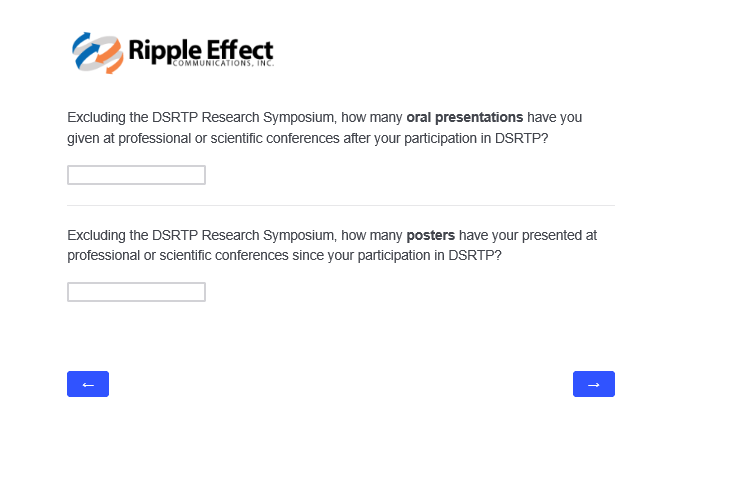 Ripple Effect
COMMUNICATIONS, INC.
Excluding the DSRTP Research Symposium, how many oral presentations have you
given at professional or scientific conferences after your participation in DSRTP?
Excluding the DSRTP Research Symposium, how many posters have your presented at
professional or scientific conferences since your participation in DSRTP?
←
→